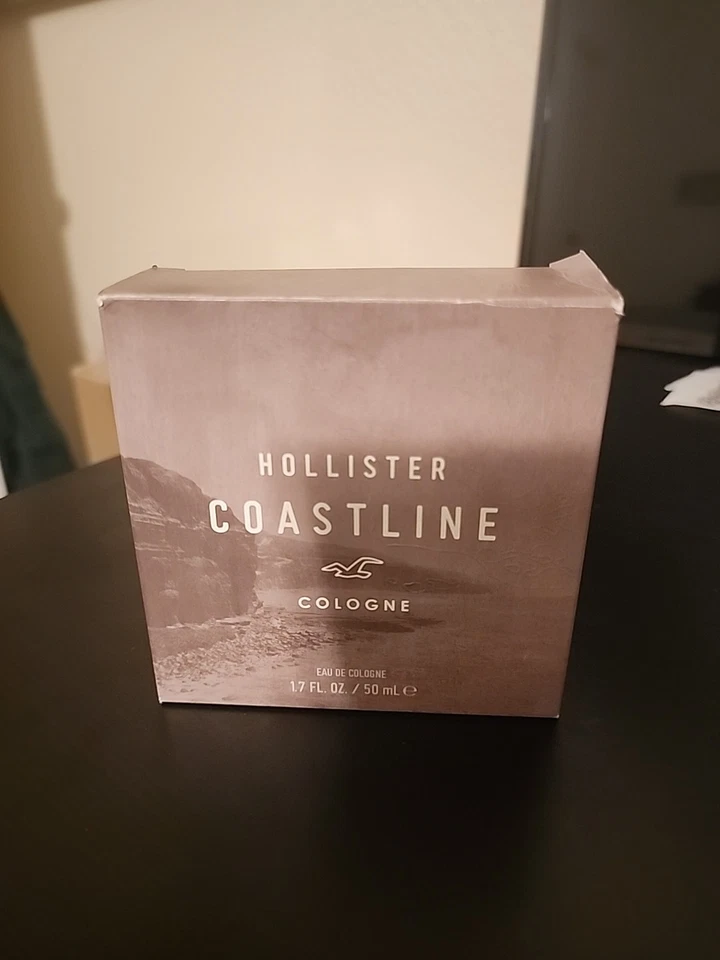 HOLLISTER
COASTLINE
COLOGNE
EAU DE COLOGNE
1.7 FL. OZ. / 50 mL ℮